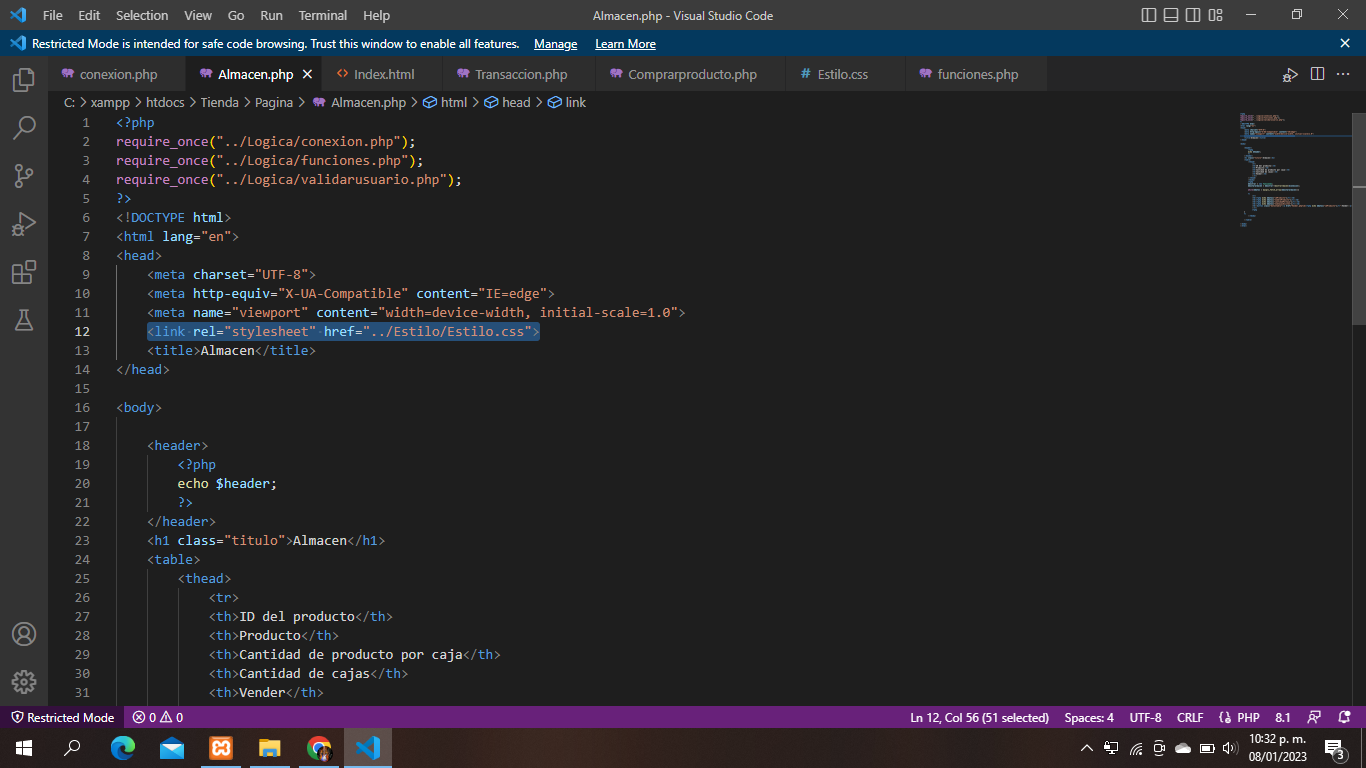 File Edit Selection View Go Run Terminal Help Almacen.php - Visual Studio Code
Restricted Mode is intended for safe code browsing. Trust this window to enable all features. Manage Learn More
conexion.php Almacen.php Index.html Transaccion.php Comprarproducto.php # Estilo.css funciones.php
C: > xampp > htdocs > Tienda > Pagina > Almacen.php > html > head > link
1 <?php
2 require_once("../Logica/conexion.php");
3 require_once("../Logica/funciones.php");
4 require_once("../Logica/validarusuario.php");
5 ?>
6 <!DOCTYPE html>
7 <html lang="en">
8 <head>
9 <meta charset="UTF-8">
10 <meta http-equiv="X-UA-Compatible" content="IE=edge">
11 <meta name="viewport" content="width=device-width, initial-scale=1.0">
12 <link rel="stylesheet" href="../Estilo/Estilo.css">
13 <title>Almacen</title>
14 </head>
15
16 <body>
17
18 <header>
19 <?php
20 echo $header;
21 ?>
22 </header>
23 <h1 class="titulo">Almacen</h1>
24 <table>
25 <thead>
26 <tr>
27 <th>ID del producto</th>
28 <th>Producto</th>
29 <th>Cantidad de producto por caja</th>
30 <th>Cantidad de cajas</th>
31 <th>Vender</th>
Restricted Mode 0 0 Ln 12, Col 56 (51 selected) Spaces: 4 UTF-8 CRLF PHP 8.1
10:32 p. m.
08/01/2023
3